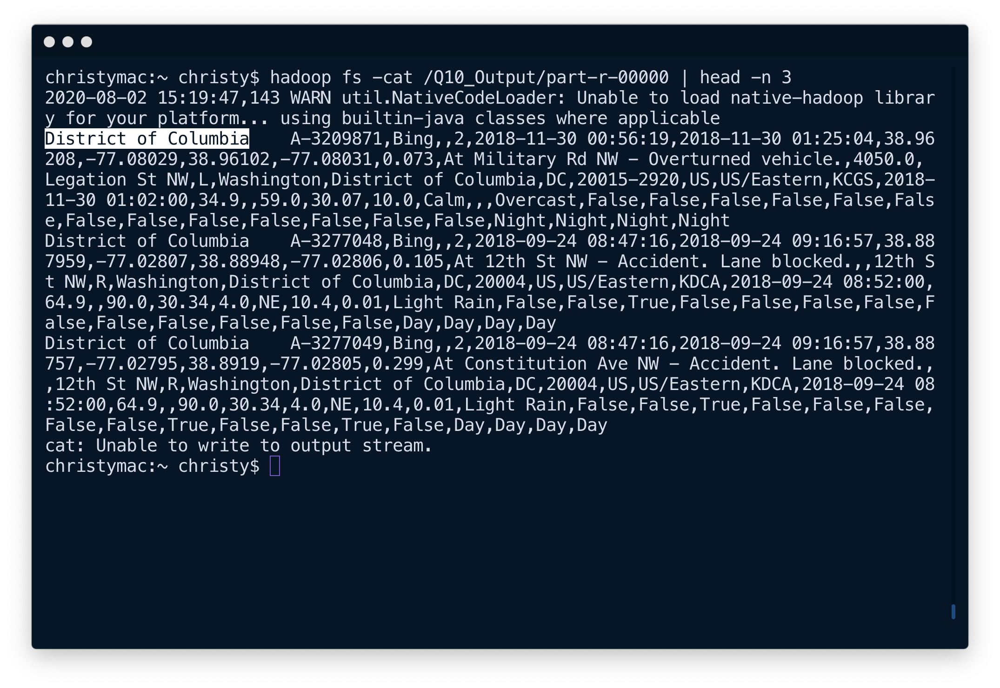 christymac:~ christy$ hadoop fs -cat /Q10_Output/part-r-00000 | head -n 3
2020-08-02 15:19:47,143 WARN util.NativeCodeLoader: Unable to load native-hadoop librar
y for your platform... using builtin-java classes where applicable
District of Columbia    A-3209871,Bing,,2,2018-11-30 00:56:19,2018-11-30 01:25:04,38.96
208,-77.08029,38.96102,-77.08031,0.073,At Military Rd NW - Overturned vehicle.,4050.0,
Legation St NW,L,Washington,District of Columbia,DC,20015-2920,US,US/Eastern,KCGS,2018-
11-30 01:02:00,34.9,,59.0,30.07,10.0,Calm,,,Overcast,False,False,False,False,False,Fals
e,False,False,False,False,False,False,False,Night,Night,Night,Night
District of Columbia    A-3277048,Bing,,2,2018-09-24 08:47:16,2018-09-24 09:16:57,38.88
7959,-77.02807,38.88948,-77.02806,0.105,At 12th St NW - Accident. Lane blocked.,,12th S
t NW,R,Washington,District of Columbia,DC,20004,US,US/Eastern,KDCA,2018-09-24 08:52:00,
64.9,,90.0,30.34,4.0,NE,10.4,0.01,Light Rain,False,False,True,False,False,False,False,F
alse,False,False,False,False,False,Day,Day,Day,Day
District of Columbia    A-3277049,Bing,,2,2018-09-24 08:47:16,2018-09-24 09:16:57,38.88
757,-77.02795,38.8919,-77.02805,0.299,At Constitution Ave NW - Accident. Lane blocked.,
,12th St NW,R,Washington,District of Columbia,DC,20004,US,US/Eastern,KDCA,2018-09-24 08
:52:00,64.9,,90.0,30.34,4.0,NE,10.4,0.01,Light Rain,False,False,True,False,False,False,
False,False,True,False,False,True,False,Day,Day,Day,Day
cat: Unable to write to output stream.
christymac:~ christy$